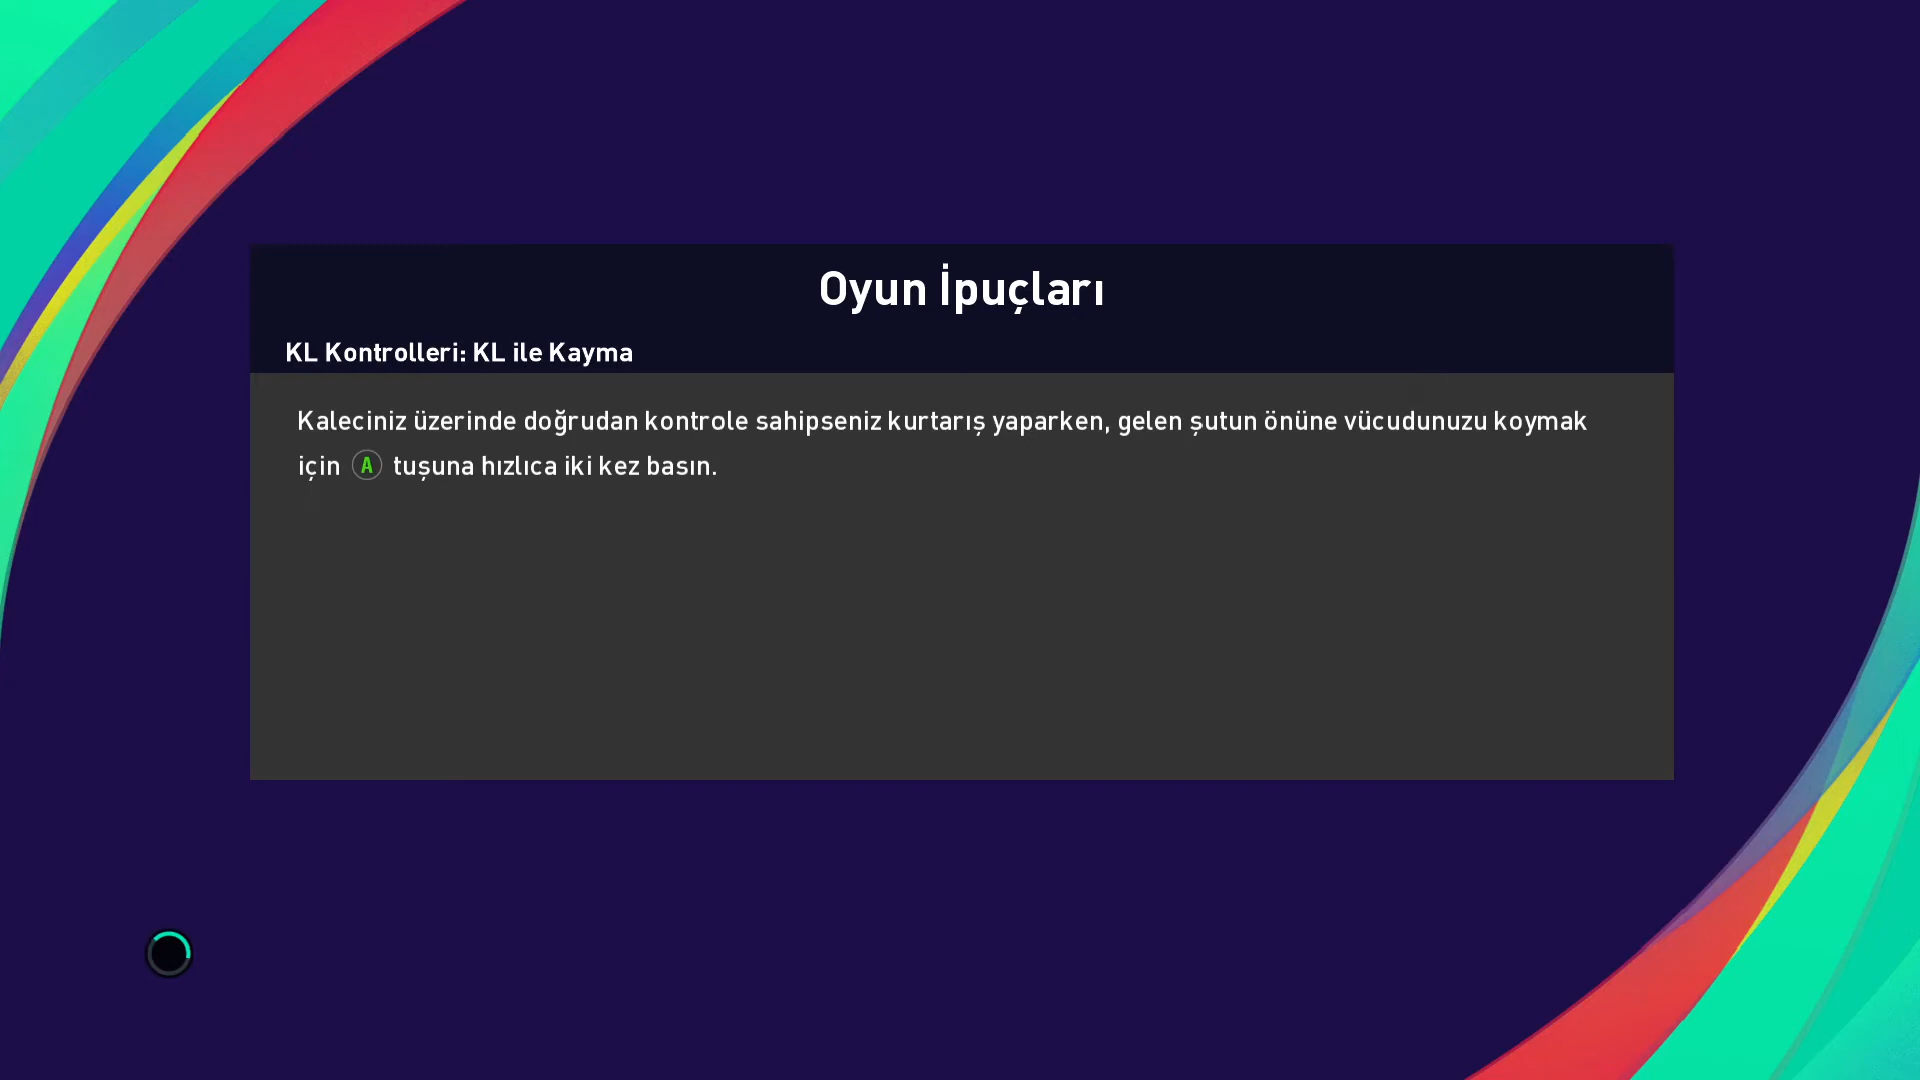 Oyun İpuçları
KL Kontrolleri: KL ile Kayma
Kaleciniz üzerinde doğrudan kontrole sahipseniz kurtarış yaparken, gelen şutun önüne vücudunuzu koymak
için A tuşuna hızlıca iki kez basın.